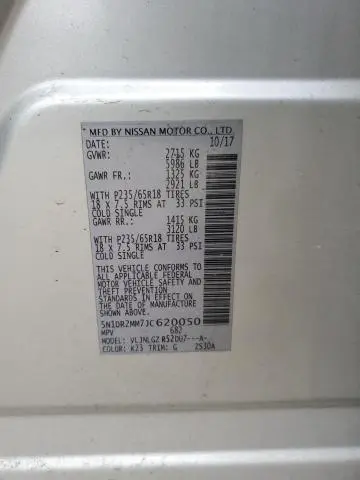 MFD BY NISSAN MOTOR CO., LTD
DATE: 10/17
GVWR: 2715 KG
5986 LB
GAWR FR.: 1325 KG
2921 LB
WITH P235/65R18 TIRES
18 X 7.5 RIMS AT 33 PSI
COLD SINGLE
GAWR RR.: 1415 KG
3120 LB
WITH P235/65R18 TIRES
18 X 7.5 RIMS AT 33 PSI
COLD SINGLE
THIS VEHICLE CONFORMS TO
ALL APPLICABLE FEDERAL
MOTOR VEHICLE SAFETY AND
THEFT PREVENTION
STANDARDS IN EFFECT ON
THE DATE OF MANUFACTURE
5N1DR2MM7JC620050
MPV 682
MODEL: VLJNLGZ R52DU7---A-
COLOR: K23 TRIM: G 2S30A